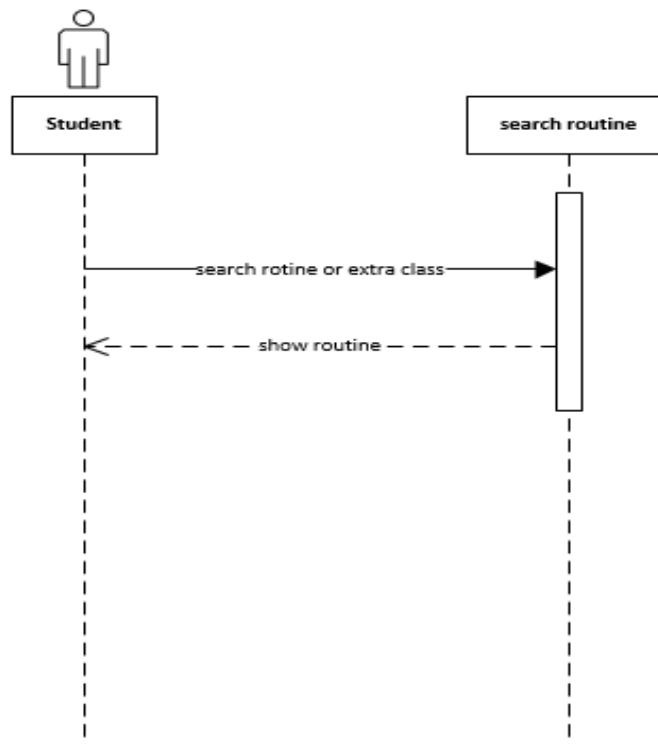 Student
search routine
search rotine or extra class
show routine